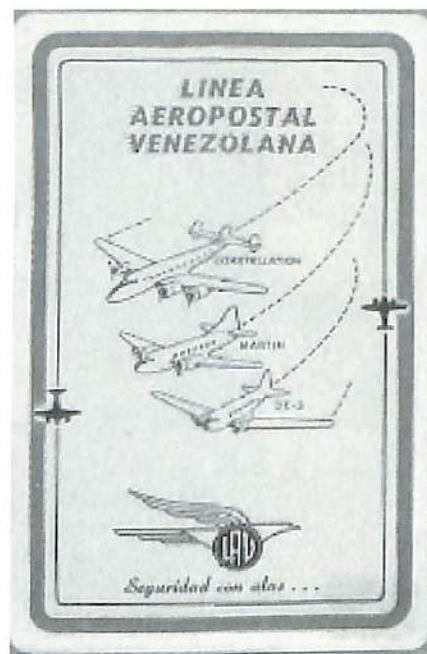 LINEA
AEROPOSTAL
VENEZOLANA
CONSTELLATION
MARTIN
DC-3
LAV
Seguridad con alas...